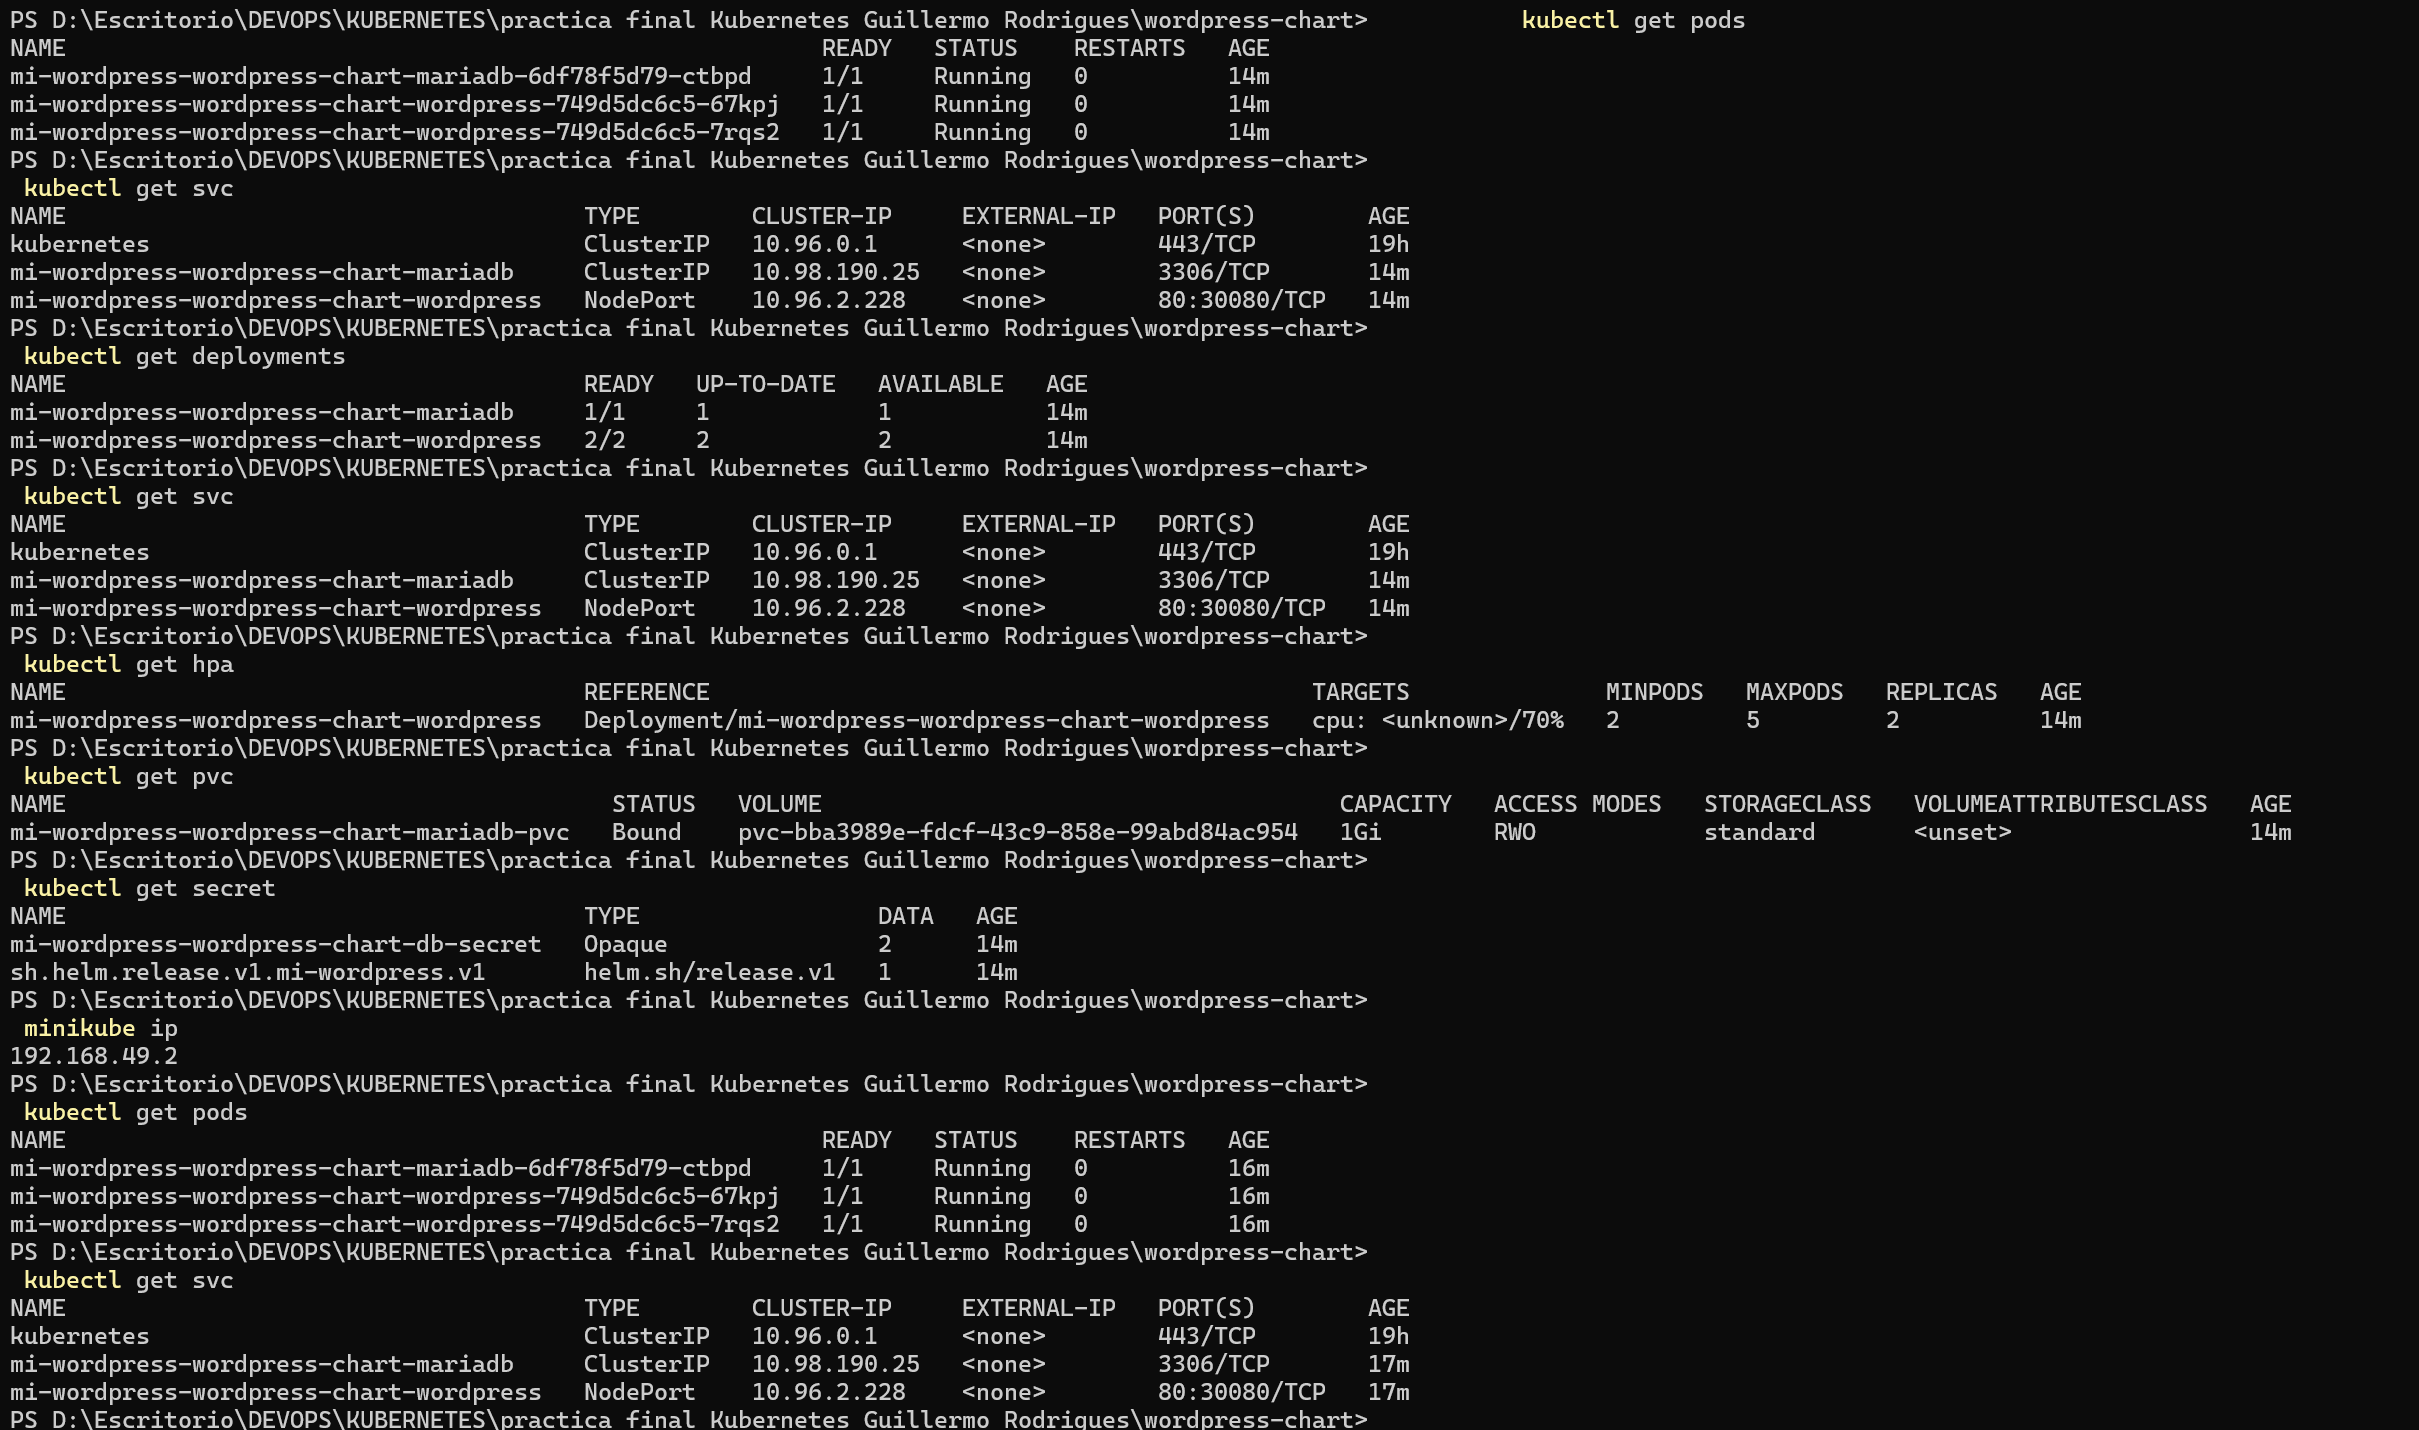 PS D:\Escritorio\DEVOPS\KUBERNETES\practica final Kubernetes Guillermo Rodrigues\wordpress-chart>           kubectl get pods
NAME                                                      READY   STATUS    RESTARTS   AGE
mi-wordpress-wordpress-chart-mariadb-6df78f5d79-ctbpd     1/1     Running   0          14m
mi-wordpress-wordpress-chart-wordpress-749d5dc6c5-67kpj   1/1     Running   0          14m
mi-wordpress-wordpress-chart-wordpress-749d5dc6c5-7rqs2   1/1     Running   0          14m
PS D:\Escritorio\DEVOPS\KUBERNETES\practica final Kubernetes Guillermo Rodrigues\wordpress-chart>
 kubectl get svc
NAME                                     TYPE        CLUSTER-IP     EXTERNAL-IP   PORT(S)        AGE
kubernetes                               ClusterIP   10.96.0.1      <none>        443/TCP        19h
mi-wordpress-wordpress-chart-mariadb     ClusterIP   10.98.190.25   <none>        3306/TCP       14m
mi-wordpress-wordpress-chart-wordpress   NodePort    10.96.2.228    <none>        80:30080/TCP   14m
PS D:\Escritorio\DEVOPS\KUBERNETES\practica final Kubernetes Guillermo Rodrigues\wordpress-chart>
 kubectl get deployments
NAME                                     READY   UP-TO-DATE   AVAILABLE   AGE
mi-wordpress-wordpress-chart-mariadb     1/1     1            1           14m
mi-wordpress-wordpress-chart-wordpress   2/2     2            2           14m
PS D:\Escritorio\DEVOPS\KUBERNETES\practica final Kubernetes Guillermo Rodrigues\wordpress-chart>
 kubectl get svc
NAME                                     TYPE        CLUSTER-IP     EXTERNAL-IP   PORT(S)        AGE
kubernetes                               ClusterIP   10.96.0.1      <none>        443/TCP        19h
mi-wordpress-wordpress-chart-mariadb     ClusterIP   10.98.190.25   <none>        3306/TCP       14m
mi-wordpress-wordpress-chart-wordpress   NodePort    10.96.2.228    <none>        80:30080/TCP   14m
PS D:\Escritorio\DEVOPS\KUBERNETES\practica final Kubernetes Guillermo Rodrigues\wordpress-chart>
 kubectl get hpa
NAME                                     REFERENCE                                           TARGETS              MINPODS   MAXPODS   REPLICAS   AGE
mi-wordpress-wordpress-chart-wordpress   Deployment/mi-wordpress-wordpress-chart-wordpress   cpu: <unknown>/70%   2         5         2          14m
PS D:\Escritorio\DEVOPS\KUBERNETES\practica final Kubernetes Guillermo Rodrigues\wordpress-chart>
 kubectl get pvc
NAME                                       STATUS   VOLUME                                     CAPACITY   ACCESS MODES   STORAGECLASS   VOLUMEATTRIBUTESCLASS   AGE
mi-wordpress-wordpress-chart-mariadb-pvc   Bound    pvc-bba3989e-fdcf-43c9-858e-99abd84ac954   1Gi        RWO            standard       <unset>                 14m
PS D:\Escritorio\DEVOPS\KUBERNETES\practica final Kubernetes Guillermo Rodrigues\wordpress-chart>
 kubectl get secret
NAME                                     TYPE                 DATA   AGE
mi-wordpress-wordpress-chart-db-secret   Opaque               2      14m
sh.helm.release.v1.mi-wordpress.v1       helm.sh/release.v1   1      14m
PS D:\Escritorio\DEVOPS\KUBERNETES\practica final Kubernetes Guillermo Rodrigues\wordpress-chart>
 minikube ip
192.168.49.2
PS D:\Escritorio\DEVOPS\KUBERNETES\practica final Kubernetes Guillermo Rodrigues\wordpress-chart>
 kubectl get pods
NAME                                                      READY   STATUS    RESTARTS   AGE
mi-wordpress-wordpress-chart-mariadb-6df78f5d79-ctbpd     1/1     Running   0          16m
mi-wordpress-wordpress-chart-wordpress-749d5dc6c5-67kpj   1/1     Running   0          16m
mi-wordpress-wordpress-chart-wordpress-749d5dc6c5-7rqs2   1/1     Running   0          16m
PS D:\Escritorio\DEVOPS\KUBERNETES\practica final Kubernetes Guillermo Rodrigues\wordpress-chart>
 kubectl get svc
NAME                                     TYPE        CLUSTER-IP     EXTERNAL-IP   PORT(S)        AGE
kubernetes                               ClusterIP   10.96.0.1      <none>        443/TCP        19h
mi-wordpress-wordpress-chart-mariadb     ClusterIP   10.98.190.25   <none>        3306/TCP       17m
mi-wordpress-wordpress-chart-wordpress   NodePort    10.96.2.228    <none>        80:30080/TCP   17m
PS D:\Escritorio\DEVOPS\KUBERNETES\practica final Kubernetes Guillermo Rodrigues\wordpress-chart>